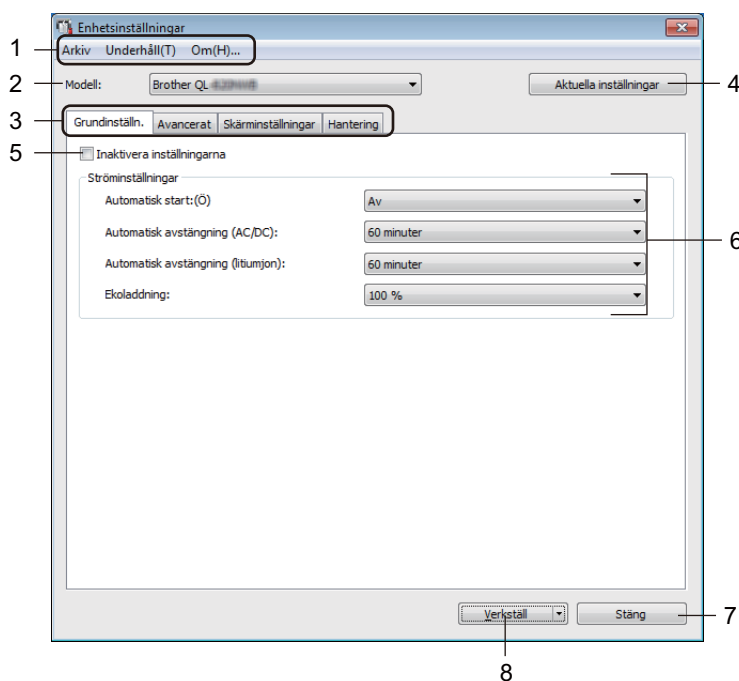 Enhetsinställningar
1 Arkiv Underhåll(T) Om(H)...
2 Modell: Brother QL Aktuella inställningar 4
3 Grundinställn. Avancerat Skärminställningar Hantering
5 Inaktivera inställningarna
Ströminställningar
Automatisk start:(Ö) Av
Automatisk avstängning (AC/DC): 60 minuter 6
Automatisk avstängning (litiumjon): 60 minuter
Ekoladdning: 100 %
Verkställ Stäng 7
8